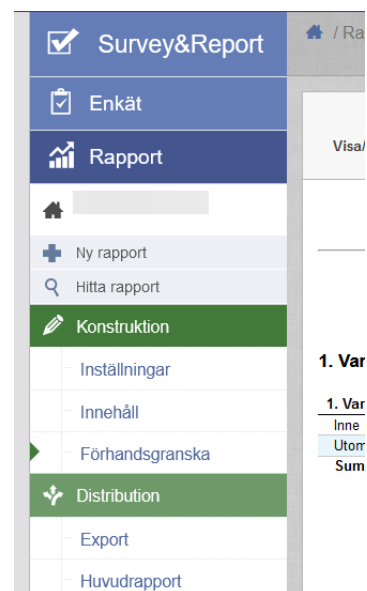 Survey&Report
/ Ra
Enkät
Rapport
Visa/
Ny rapport
Hitta rapport
Konstruktion
Inställningar
1. Var
Innehåll
1. Var
Inne
Utom
Förhandsgranska
Sum
Distribution
Export
Huvudrapport